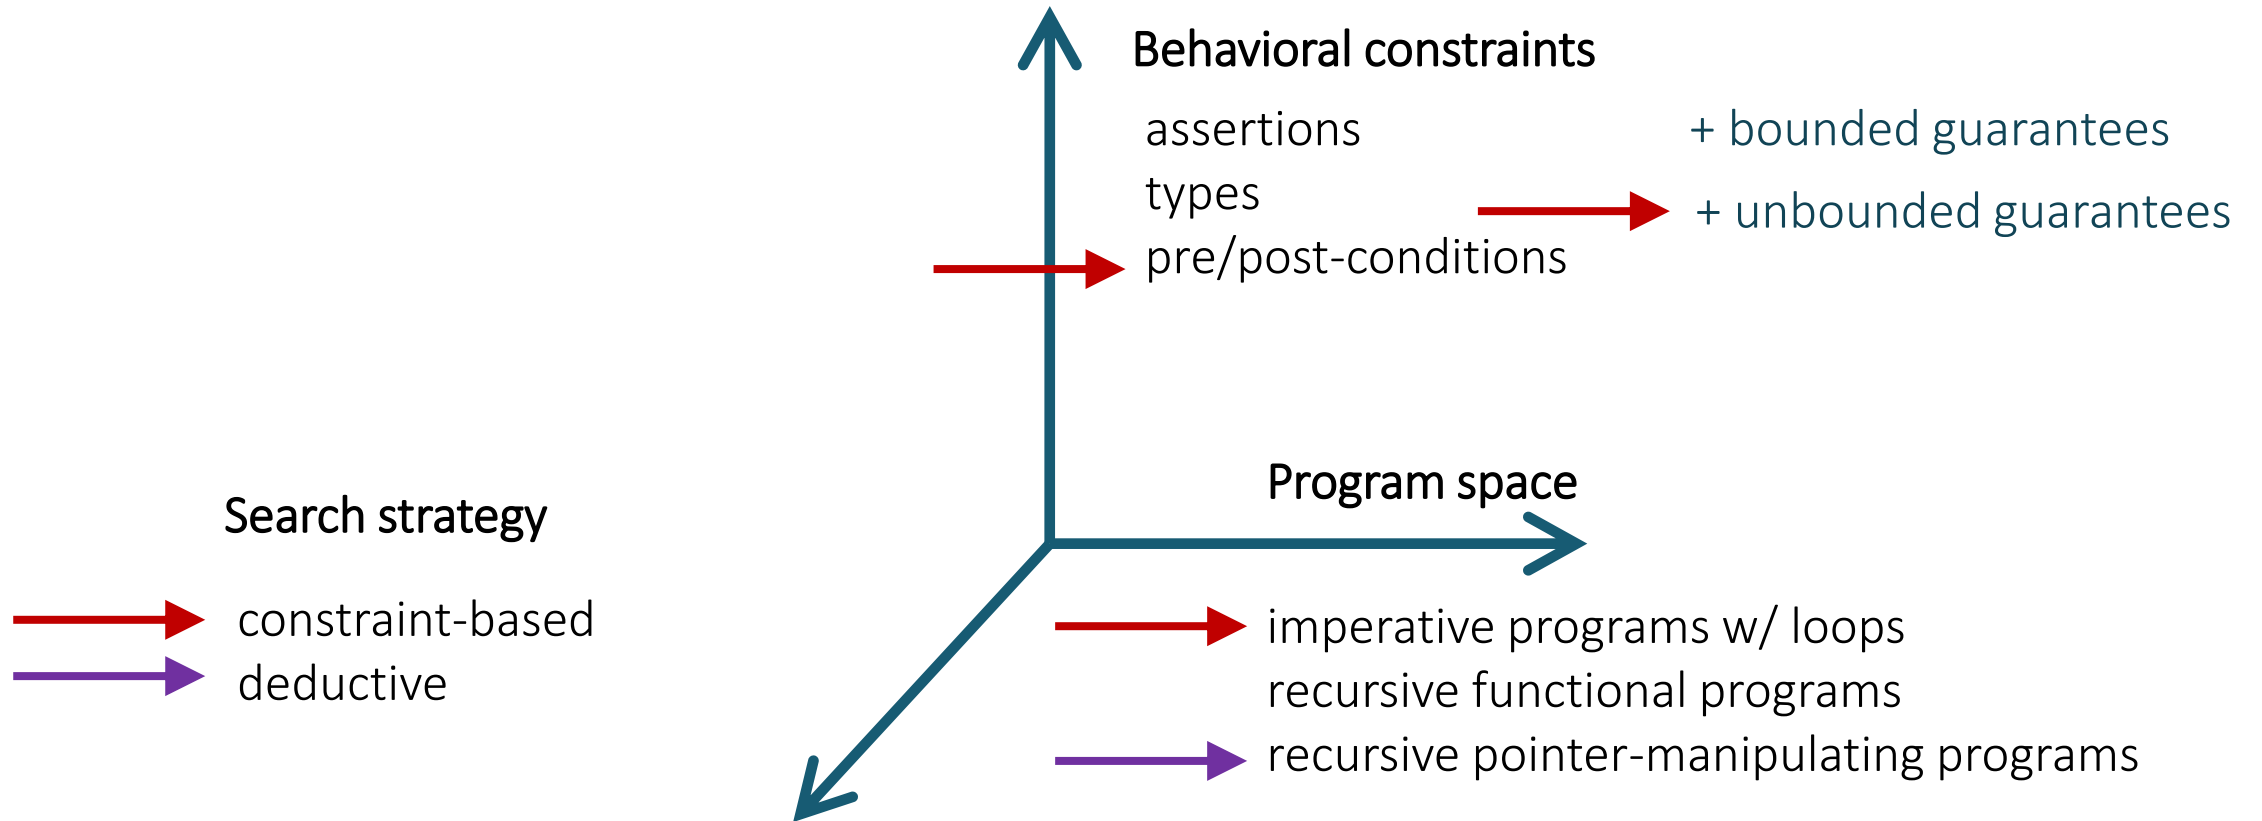 Behavioral constraints
assertions
types
pre/post-conditions
+ bounded guarantees
+ unbounded guarantees
Search strategy
constraint-based
deductive
Program space
imperative programs w/ loops
recursive functional programs
recursive pointer-manipulating programs